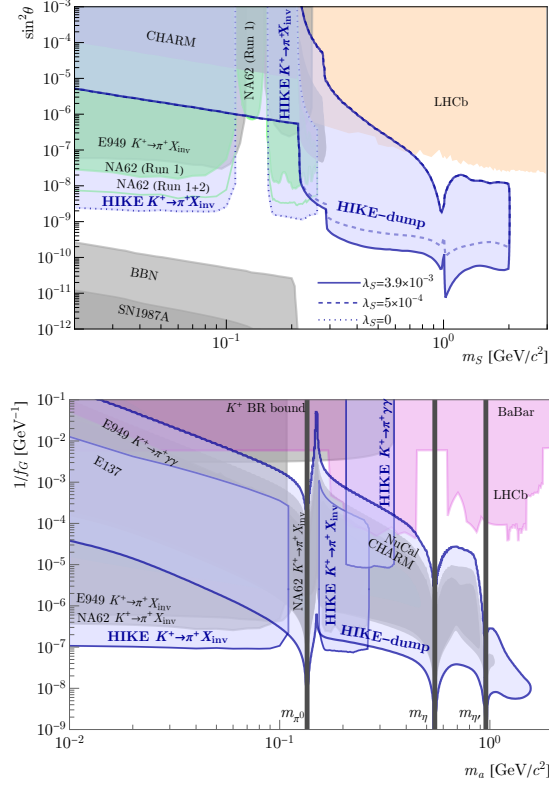 sin²θ
10⁻³
10⁻⁴
10⁻⁵
10⁻⁶
10⁻⁷
10⁻⁸
10⁻⁹
10⁻¹⁰
10⁻¹¹
10⁻¹²
CHARM
NA62 (Run 1)
HIKE K⁺→π⁺X_inv
LHCb
E949 K⁺→π⁺X_inv
NA62 (Run 1)
NA62 (Run 1+2)
HIKE K⁺→π⁺X_inv
HIKE−dump
BBN
SN1987A
λ_S=3.9×10⁻³
λ_S=5×10⁻⁴
λ_S=0
10⁻¹
10⁰
m_S [GeV/c²]
1/f_G [GeV⁻¹]
10⁻¹
10⁻²
10⁻³
10⁻⁴
10⁻⁵
10⁻⁶
10⁻⁷
10⁻⁸
10⁻⁹
K⁺ BR bound
BaBar
E949 K⁺→π⁺γγ
HIKE K⁺→π⁺γγ
E137
LHCb
NA62 K⁺→π⁺X_inv
HIKE K⁺→π⁺X_inv
NuCal
CHARM
E949 K⁺→π⁺X_inv
NA62 K⁺→π⁺X_inv
HIKE K⁺→π⁺X_inv
HIKE−dump
m_π⁰
m_η
m_η′
10⁻²
10⁻¹
10⁰
m_a [GeV/c²]